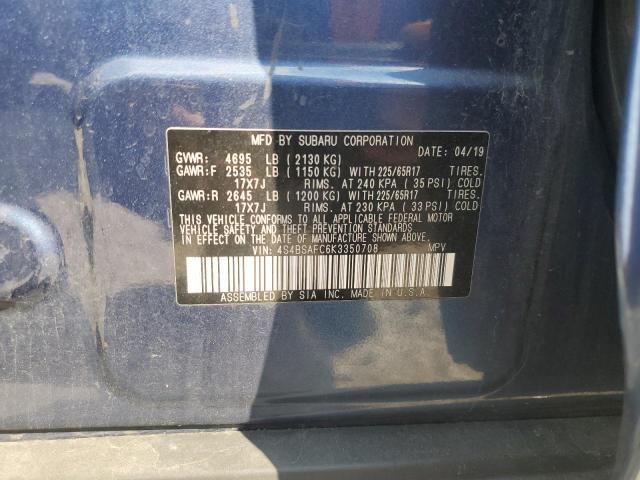 MFD BY SUBARU CORPORATION
GVWR: 4695 LB ( 2130 KG) DATE: 04/19
GAWR:F 2535 LB ( 1150 KG) WITH 225/65R17 TIRES.
17X7J RIMS. AT 240 KPA ( 35 PSI) COLD
GAWR:R 2645 LB ( 1200 KG) WITH 225/65R17 TIRES.
17X7J RIMS. AT 230 KPA ( 33 PSI) COLD
THIS VEHICLE CONFORMS TO ALL APPLICABLE FEDERAL MOTOR
VEHICLE SAFETY AND THEFT PREVENTION STANDARDS
IN EFFECT ON THE DATE OF MANUFACTURE SHOWN ABOVE.
VIN: 4S4BSAFC6K3350708 MPV
ASSEMBLED BY SIA INC. MADE IN U.S.A.